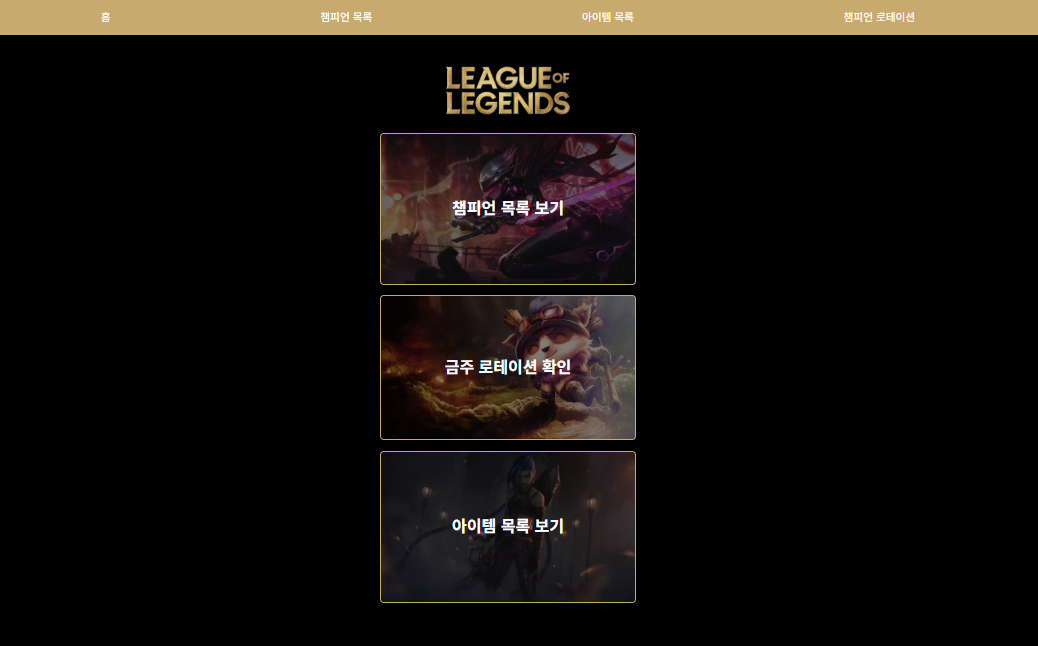 홈
챔피언 목록
아이템 목록
챔피언 로테이션
LEAGUE OF
LEGENDS
챔피언 목록 보기
금주 로테이션 확인
아이템 목록 보기